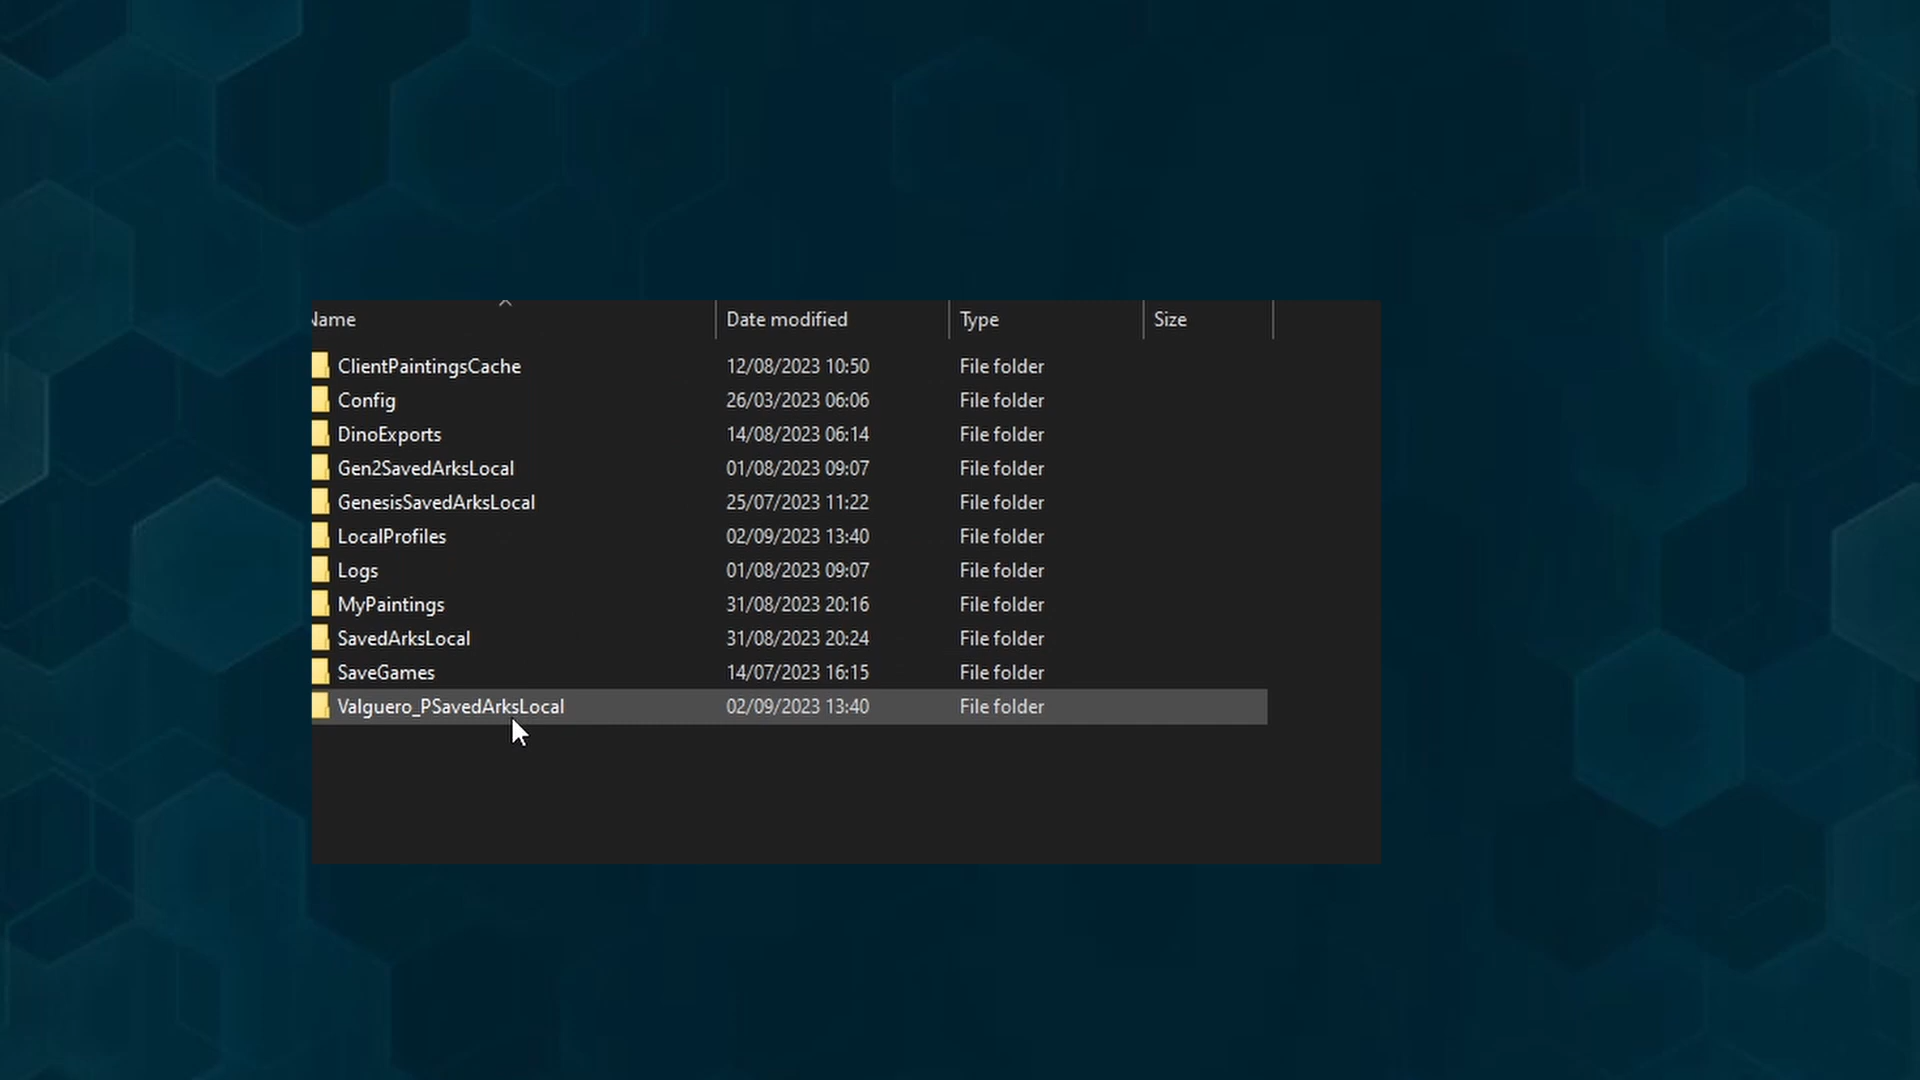 Name Date modified Type Size
ClientPaintingsCache 12/08/2023 10:50 File folder
Config 26/03/2023 06:06 File folder
DinoExports 14/08/2023 06:14 File folder
Gen2SavedArksLocal 01/08/2023 09:07 File folder
GenesisSavedArksLocal 25/07/2023 11:22 File folder
LocalProfiles 02/09/2023 13:40 File folder
Logs 01/08/2023 09:07 File folder
MyPaintings 31/08/2023 20:16 File folder
SavedArksLocal 31/08/2023 20:24 File folder
SaveGames 14/07/2023 16:15 File folder
Valguero_PSavedArksLocal 02/09/2023 13:40 File folder